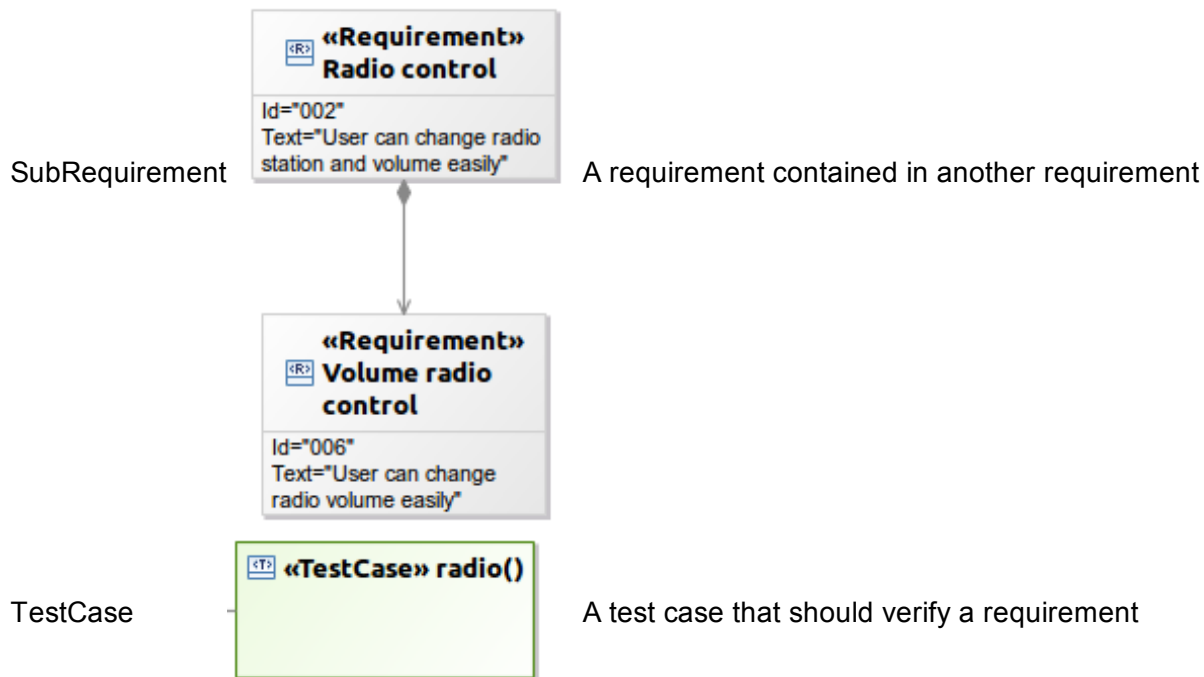 «Requirement»
Radio control
Id="002"
Text="User can change radio
station and volume easily"
SubRequirement
A requirement contained in another requirement
«Requirement»
Volume radio
control
Id="006"
Text="User can change
radio volume easily"
«TestCase» radio()
TestCase
A test case that should verify a requirement